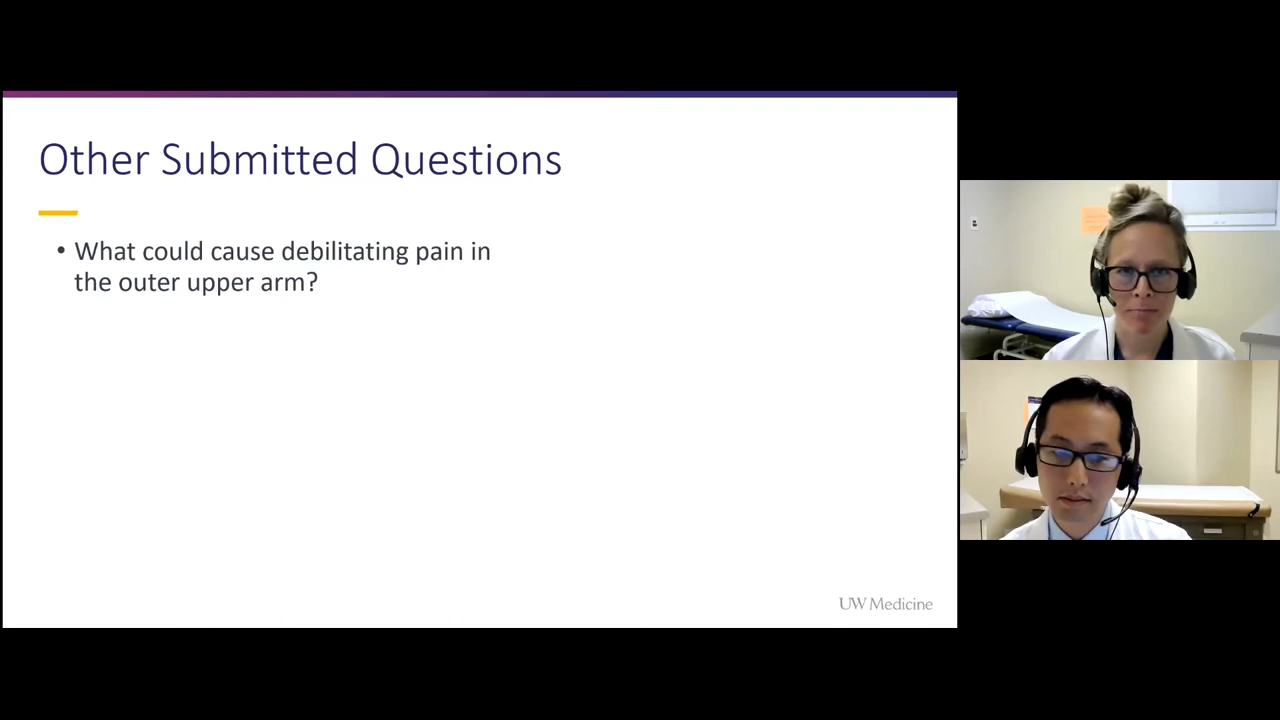 Other Submitted Questions
• What could cause debilitating pain in
the outer upper arm?
UW Medicine